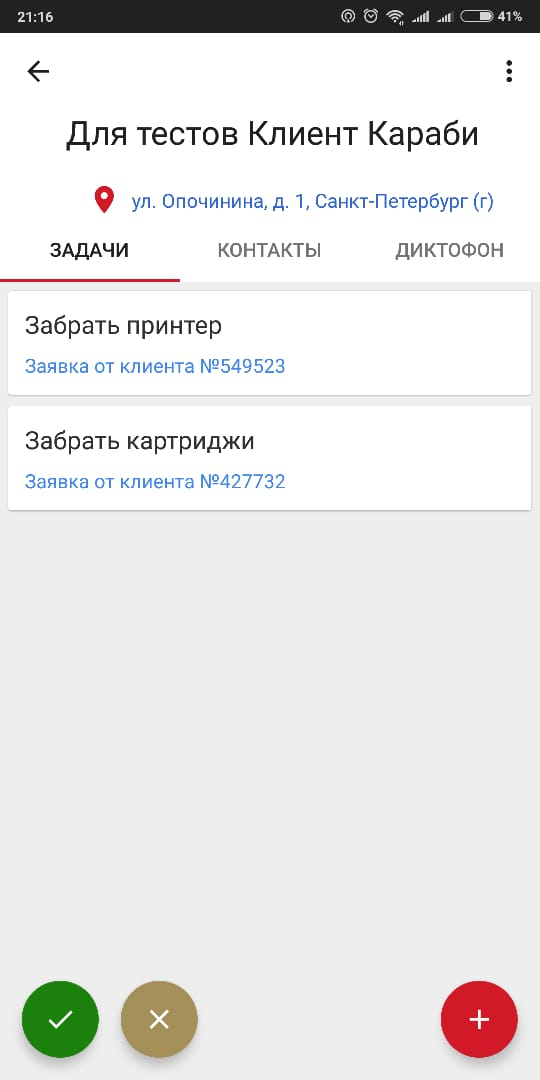 21:16
41%
Для тестов Клиент Караби
ул. Опочинина, д. 1, Санкт-Петербург (г)
ЗАДАЧИ КОНТАКТЫ ДИКТОФОН
Забрать принтер
Заявка от клиента №549523
Забрать картриджи
Заявка от клиента №427732